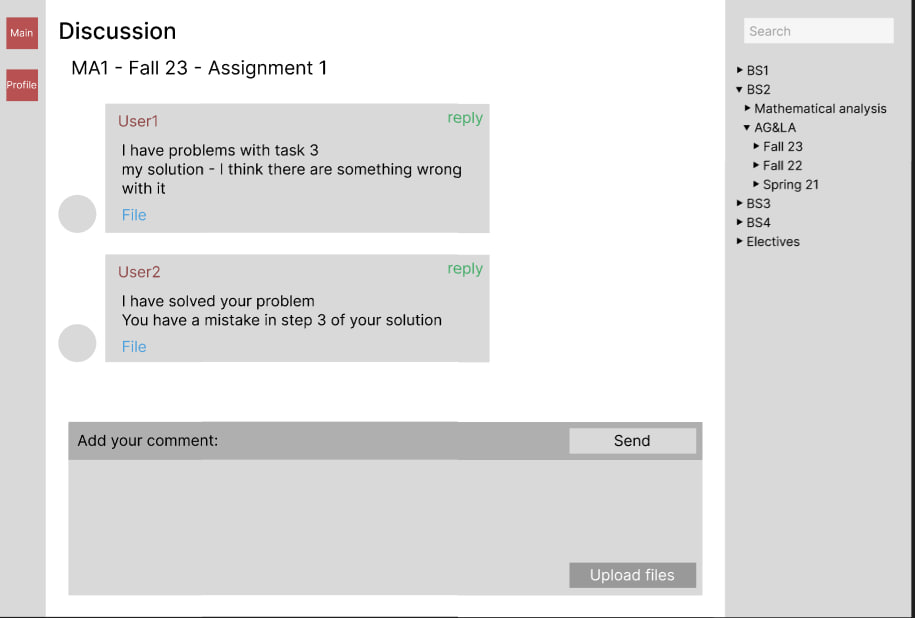 Main
Profile
Discussion
MA1 - Fall 23 - Assignment 1
User1
reply
I have problems with task 3
my solution - I think there are something wrong
with it
File
User2
reply
I have solved your problem
You have a mistake in step 3 of your solution
File
Add your comment:
Send
Upload files
Search
BS1
BS2
Mathematical analysis
AG&LA
Fall 23
Fall 22
Spring 21
BS3
BS4
Electives